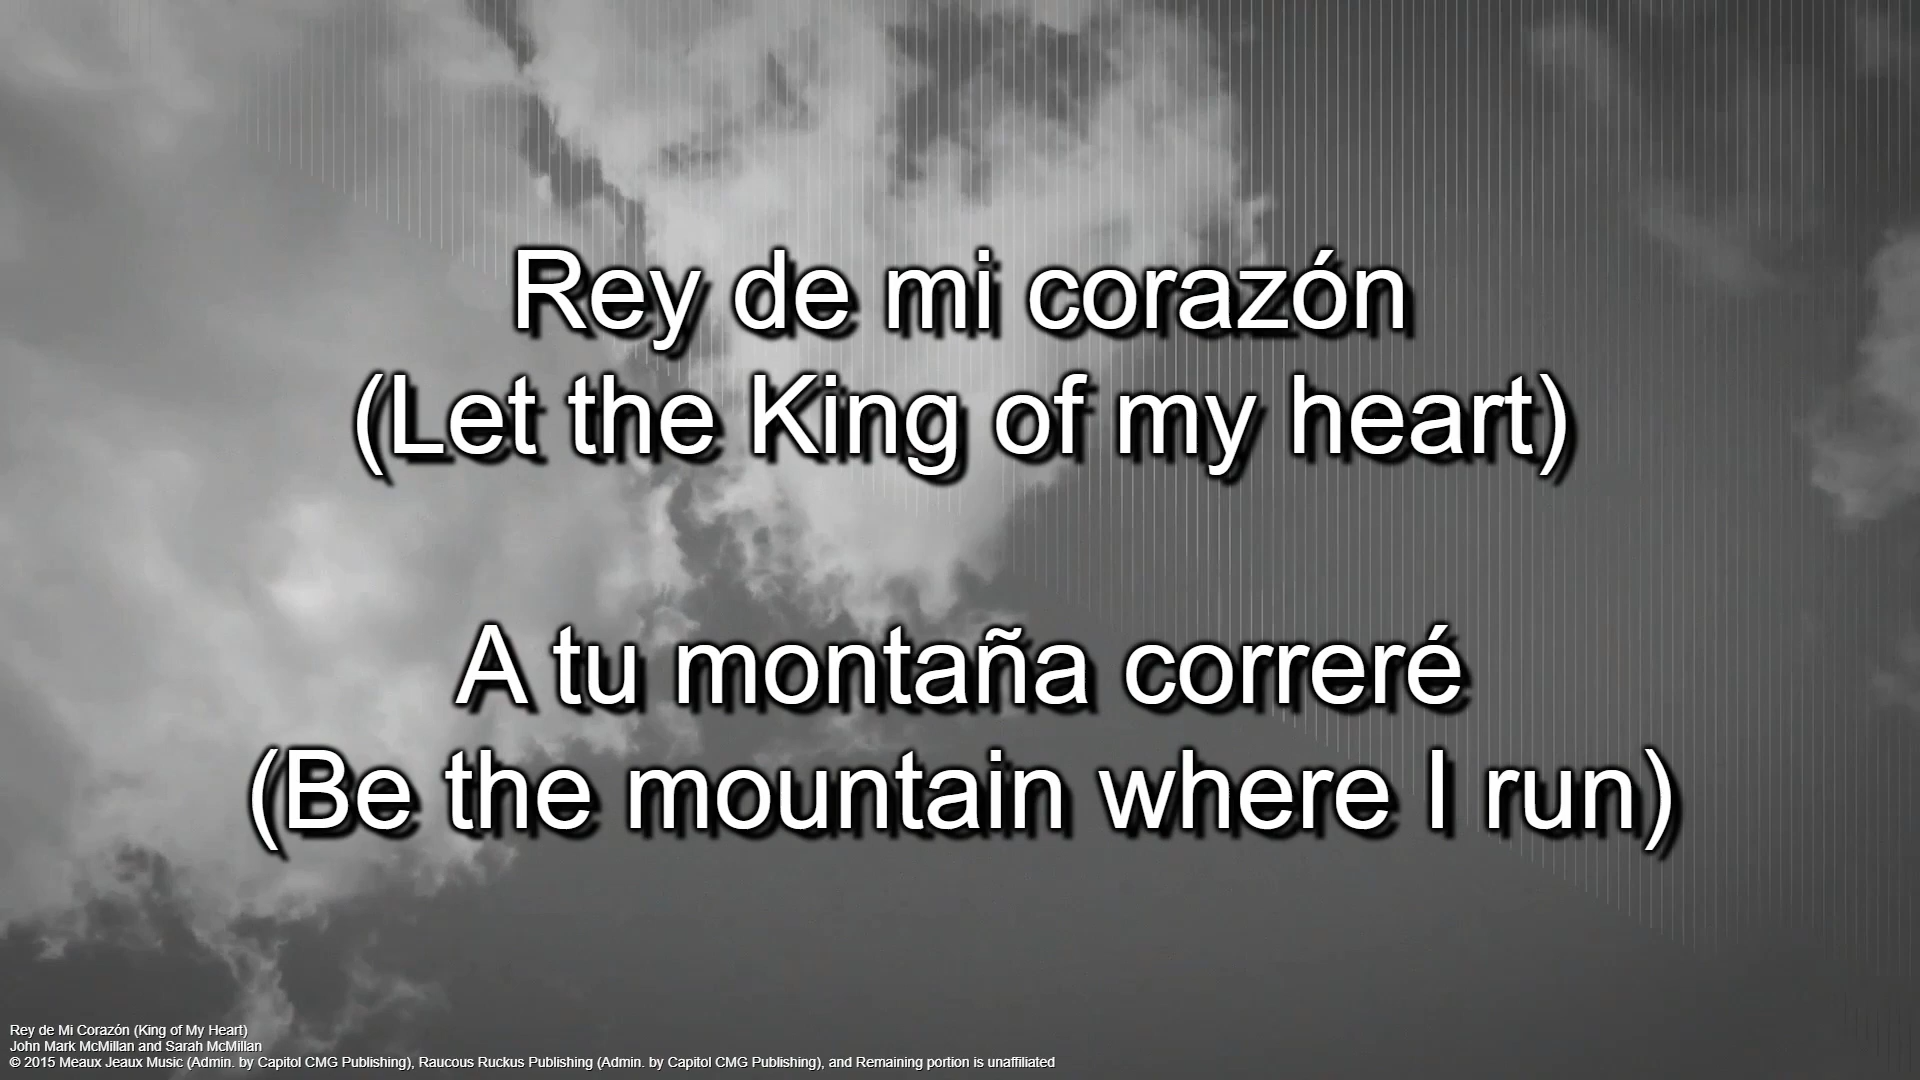 Rey de mi corazón
(Let the King of my heart)
A tu montaña correré
(Be the mountain where I run)
Rey de Mi Corazón (King of My Heart)
John Mark McMillan and Sarah McMillan
© 2015 Meaux Jeaux Music (Admin. by Capitol CMG Publishing), Raucous Ruckus Publishing (Admin. by Capitol CMG Publishing), and Remaining portion is unaffiliated